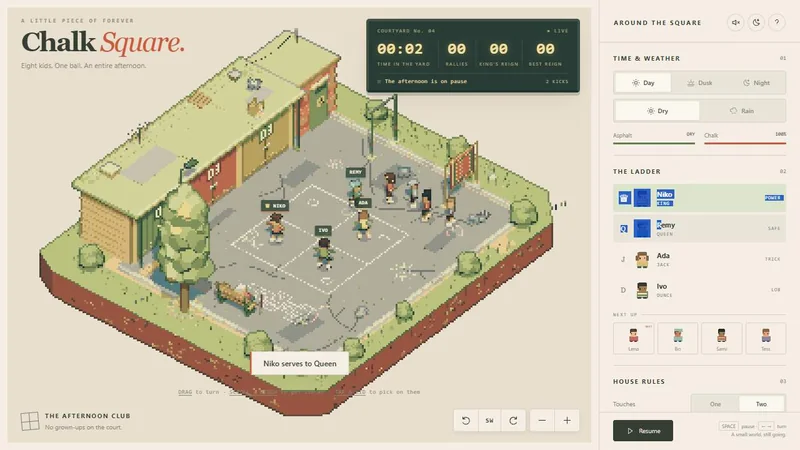 A LITTLE PIECE OF FOREVER
Chalk Square.
Eight kids. One ball. An entire afternoon.
COURTYARD No. 04
LIVE
00:02
00
00
00
TIME IN THE YARD
RALLIES
KING'S REIGN
BEST REIGN
The afternoon is on pause
2 KICKS
REMY
NIKO
ADA
IVO
Niko serves to Queen
DRAG to turn
to pick on them
THE AFTERNOON CLUB
No grown-ups on the court.
SW
AROUND THE SQUARE
?
TIME & WEATHER
01
Day
Dusk
Night
Dry
Rain
Asphalt
DRY
Chalk
100%
THE LADDER
02
Niko
KING
POWER
Q
Remy
QUEEN
SAFE
J
Ada
JACK
TRICK
D
Ivo
DUNCE
LOB
NEXT UP
Sami
Tess
HOUSE RULES
03
Touches
One
Two
Resume
SPACE pause
turn
A small world, still going.